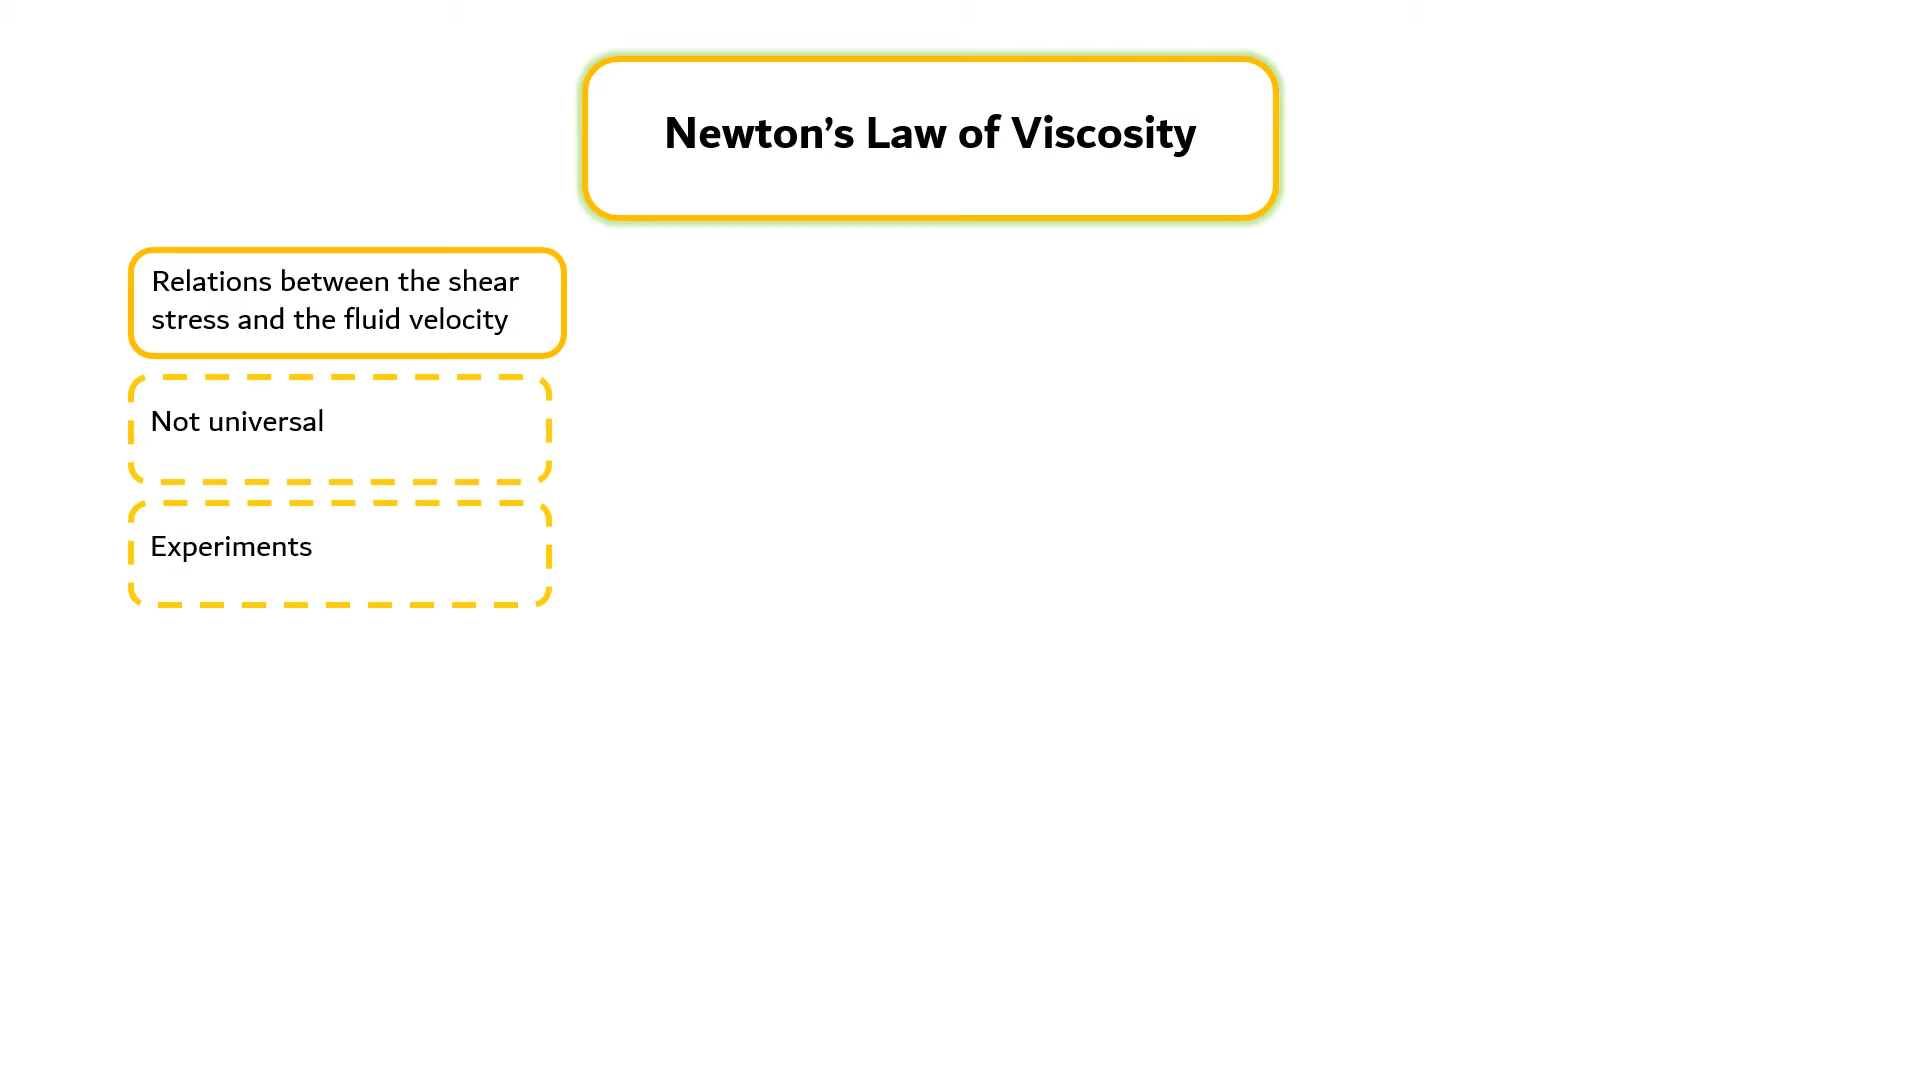 Newton’s Law of Viscosity
Relations between the shear
stress and the fluid velocity
Not universal
Experiments